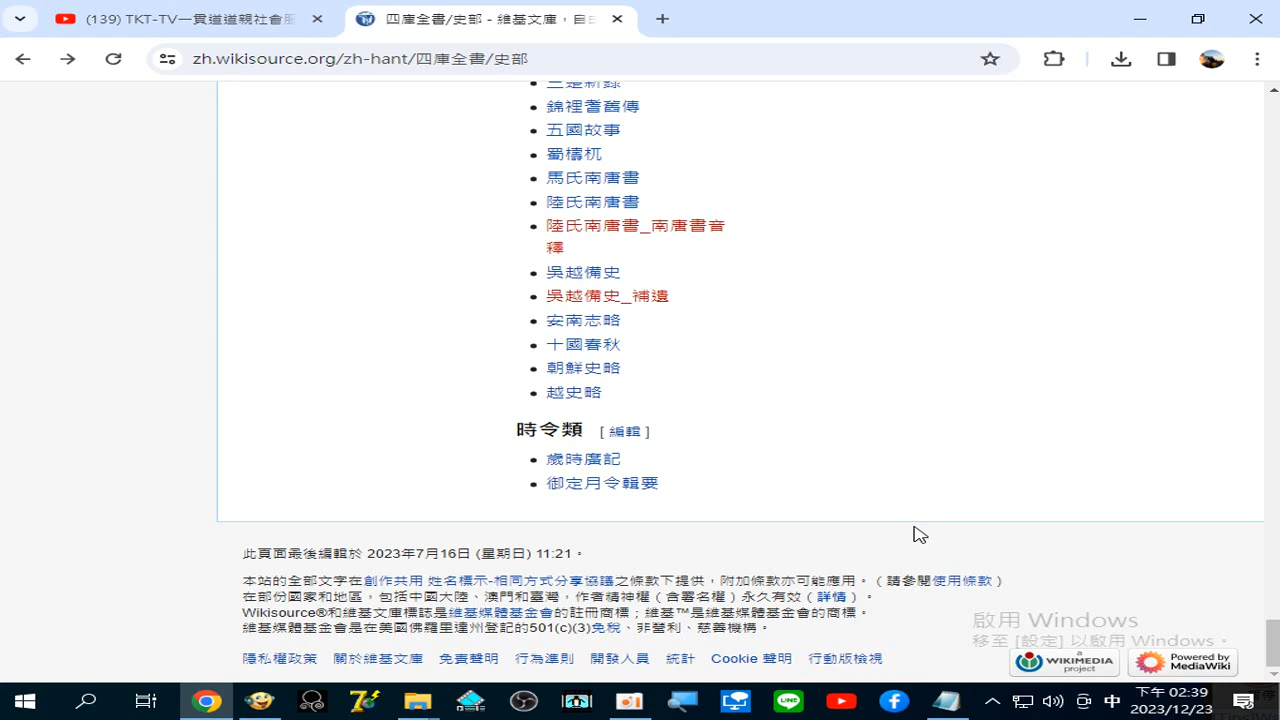 (139) TKT-TV一貫道道親社會服
四庫全書/史部 - 維基文庫，自
zh.wikisource.org/zh-hant/四庫全書/史部
三楚新錄
錦裡耆舊傳
五國故事
蜀檮杌
馬氏南唐書
陸氏南唐書
陸氏南唐書_南唐書音
釋
吳越備史
吳越備史_補遺
安南志略
十國春秋
朝鮮史略
越史略
時令類 [ 編輯 ]
歲時廣記
御定月令輯要
此頁面最後編輯於 2023年7月16日 (星期日) 11:21。
本站的全部文字在創作共用 姓名標示-相同方式分享協議之條款下提供，附加條款亦可能應用。（請參閱使用條款）
在部份國家和地區，包括中國大陸、澳門和臺灣，作者精神權（含署名權）永久有效（詳情）。
Wikisource®和維基文庫標誌是維基媒體基金會的註冊商標；維基™是維基媒體基金會的商標。
維基媒體基金會是在美國佛羅里達州登記的501(c)(3)免稅、非營利、慈善機構。
啟用 Windows
移至 [設定] 以啟用 Windows。
隱私權政策 關於維基文庫 免責聲明 行為準則 開發人員 統計 Cookie 聲明 行動版檢視
a
WIKIMEDIA
project
Powered by
MediaWiki
中
下午 02:39
2023/12/23